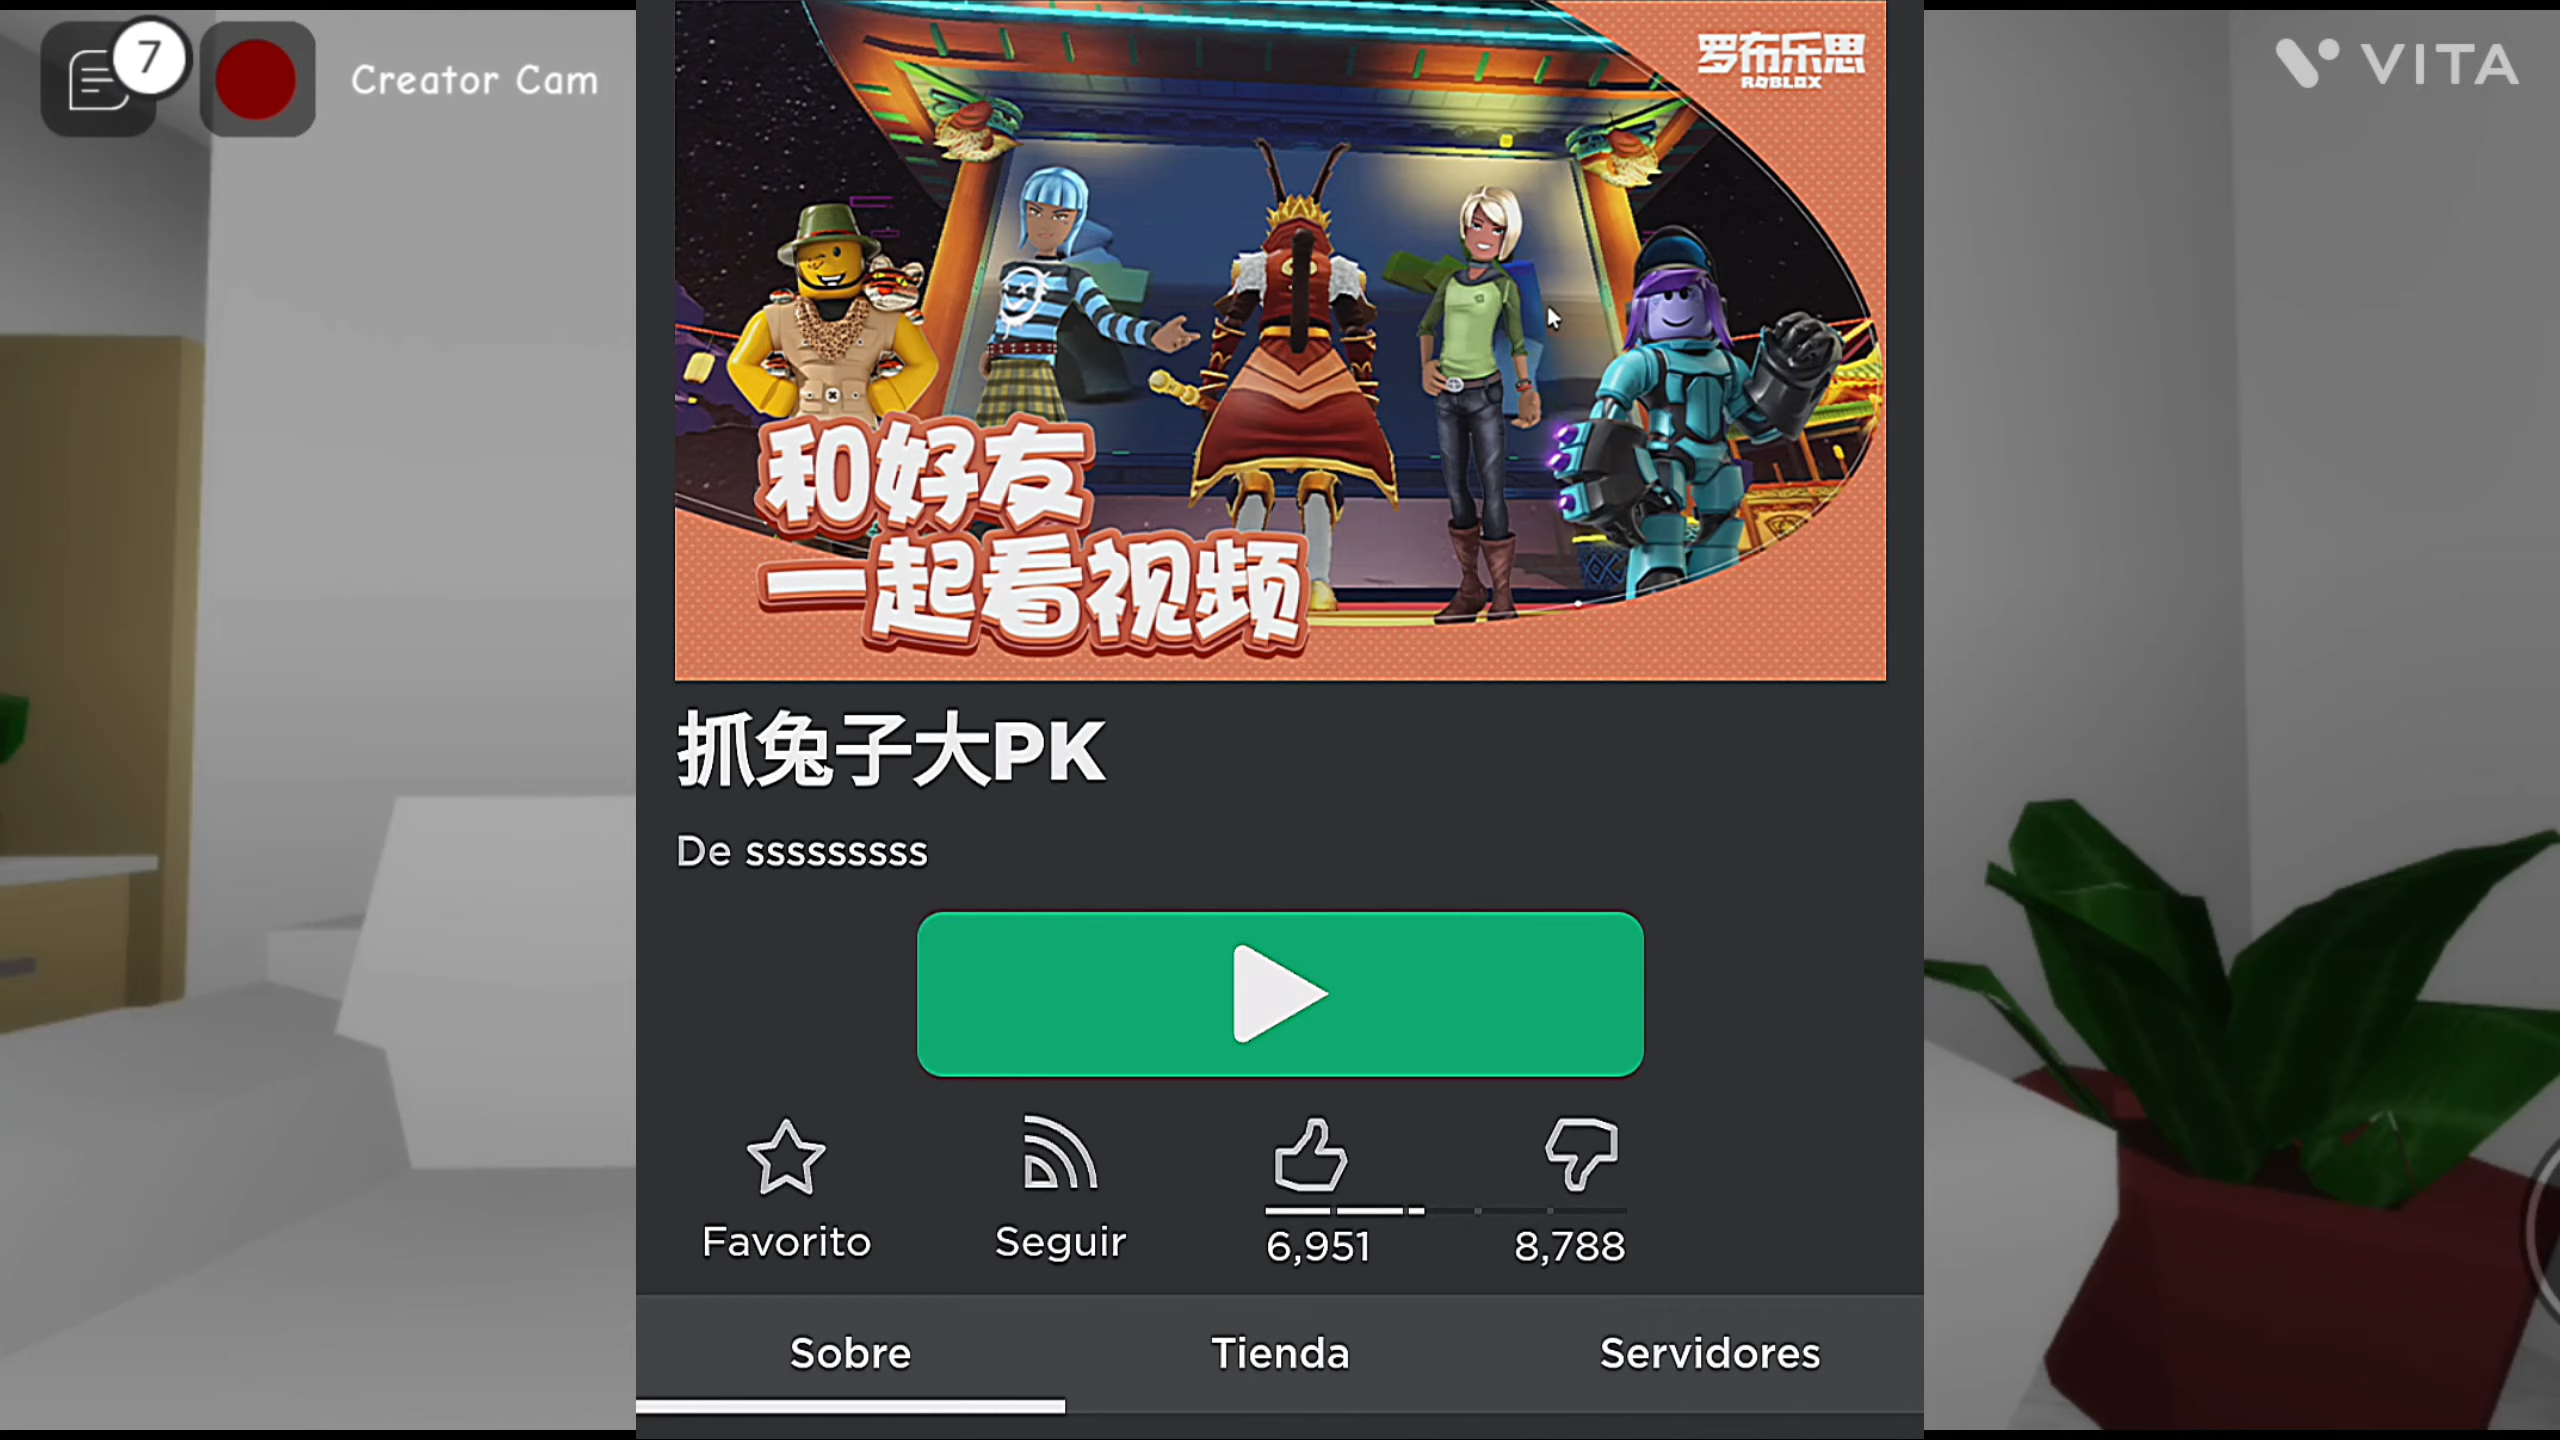 7
Creator Cam
VITA
罗布乐思
ROBLOX
和好友
一起看视频
抓兔子大PK
De sssssssss
Favorito
Seguir
6,951
8,788
Sobre
Tienda
Servidores